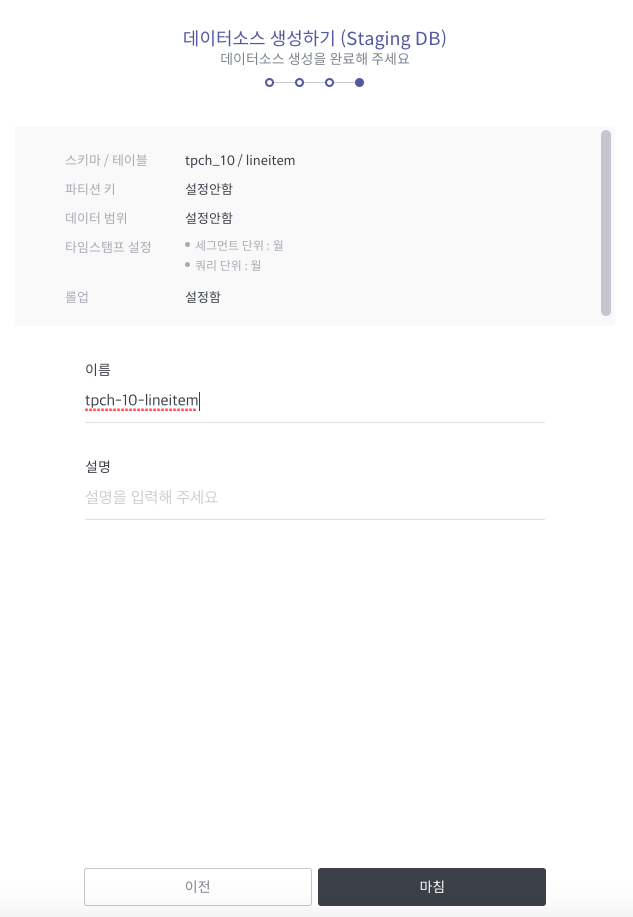 데이터소스 생성하기 (Staging DB)
데이터소스 생성을 완료해 주세요
스키마 / 테이블 tpch_10 / lineitem
파티션 키 설정안함
데이터 범위 설정안함
타임스탬프 설정 • 세그먼트 단위 : 월
• 쿼리 단위 : 월
롤업 설정함
이름
tpch-10-lineitem
설명
설명을 입력해 주세요
이전 마침